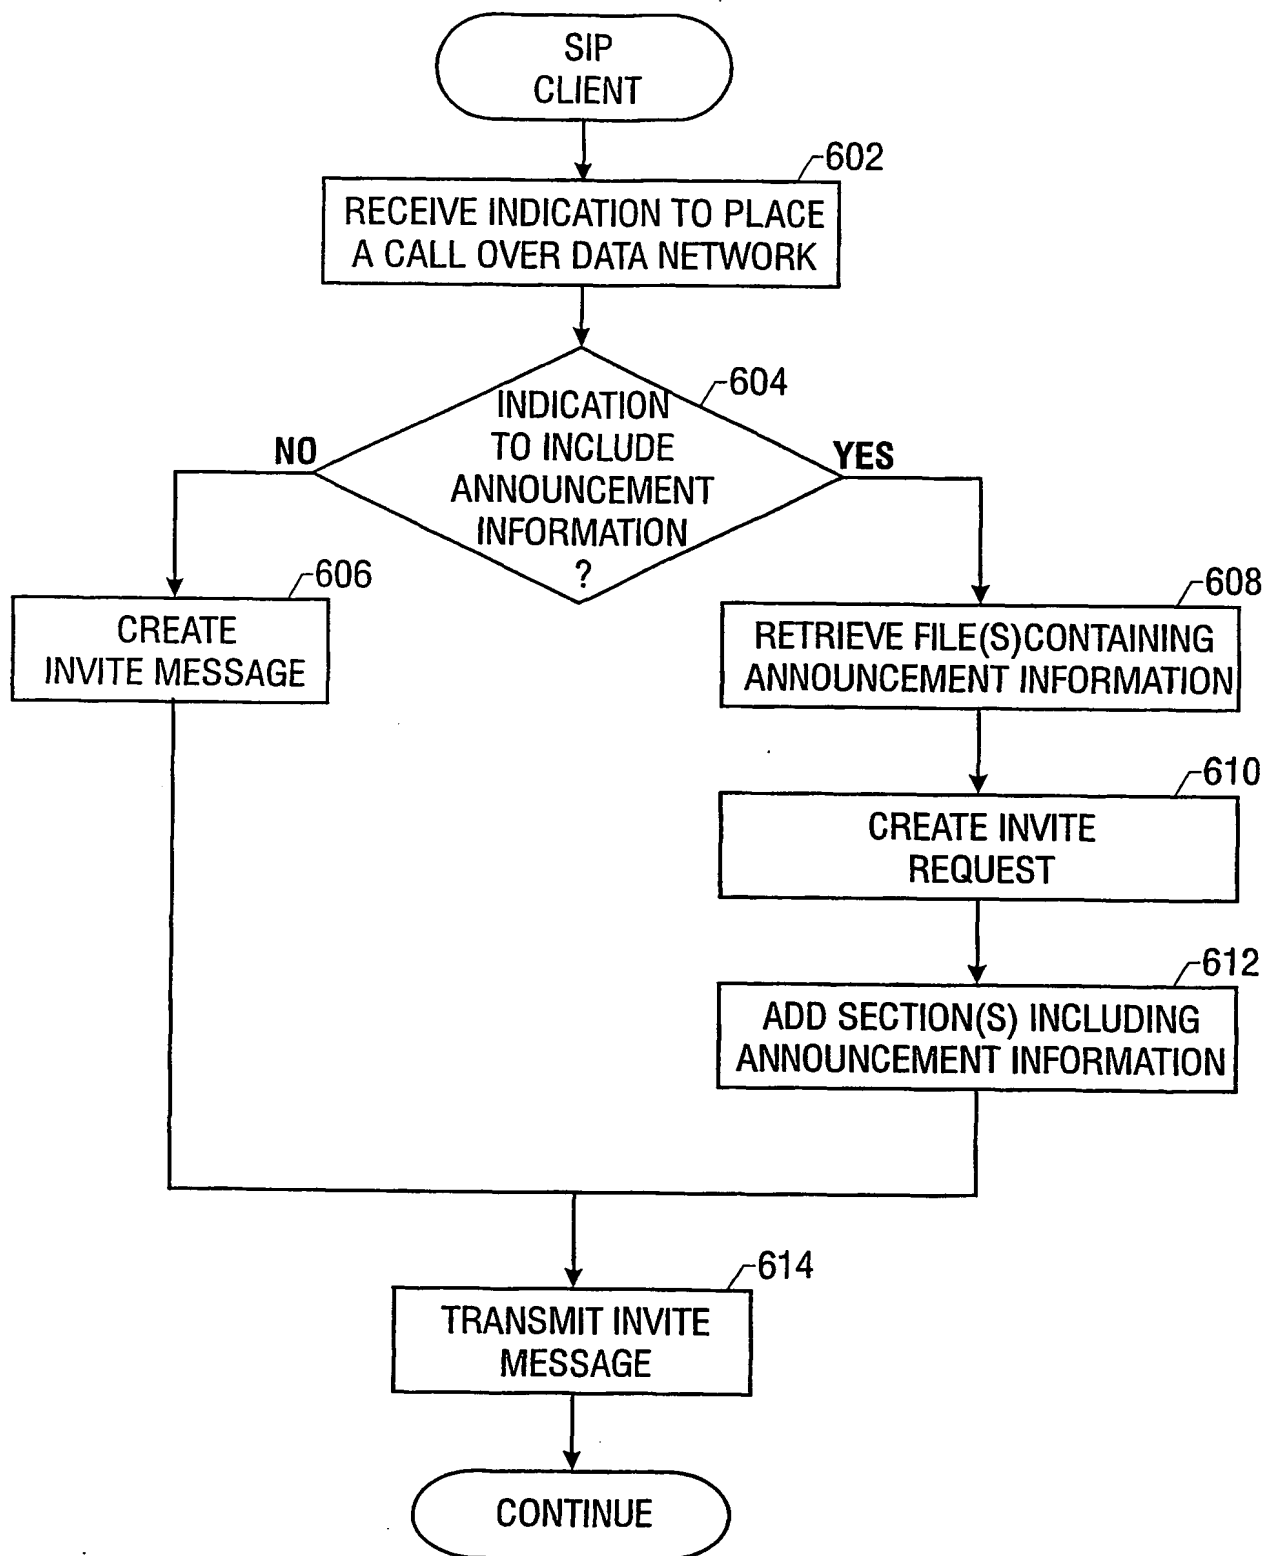 SIP
CLIENT
602
RECEIVE INDICATION TO PLACE
A CALL OVER DATA NETWORK
604
INDICATION
TO INCLUDE
ANNOUNCEMENT
INFORMATION
?
NO
YES
606
CREATE
INVITE MESSAGE
608
RETRIEVE FILE(S)CONTAINING
ANNOUNCEMENT INFORMATION
610
CREATE INVITE
REQUEST
612
ADD SECTION(S) INCLUDING
ANNOUNCEMENT INFORMATION
614
TRANSMIT INVITE
MESSAGE
CONTINUE